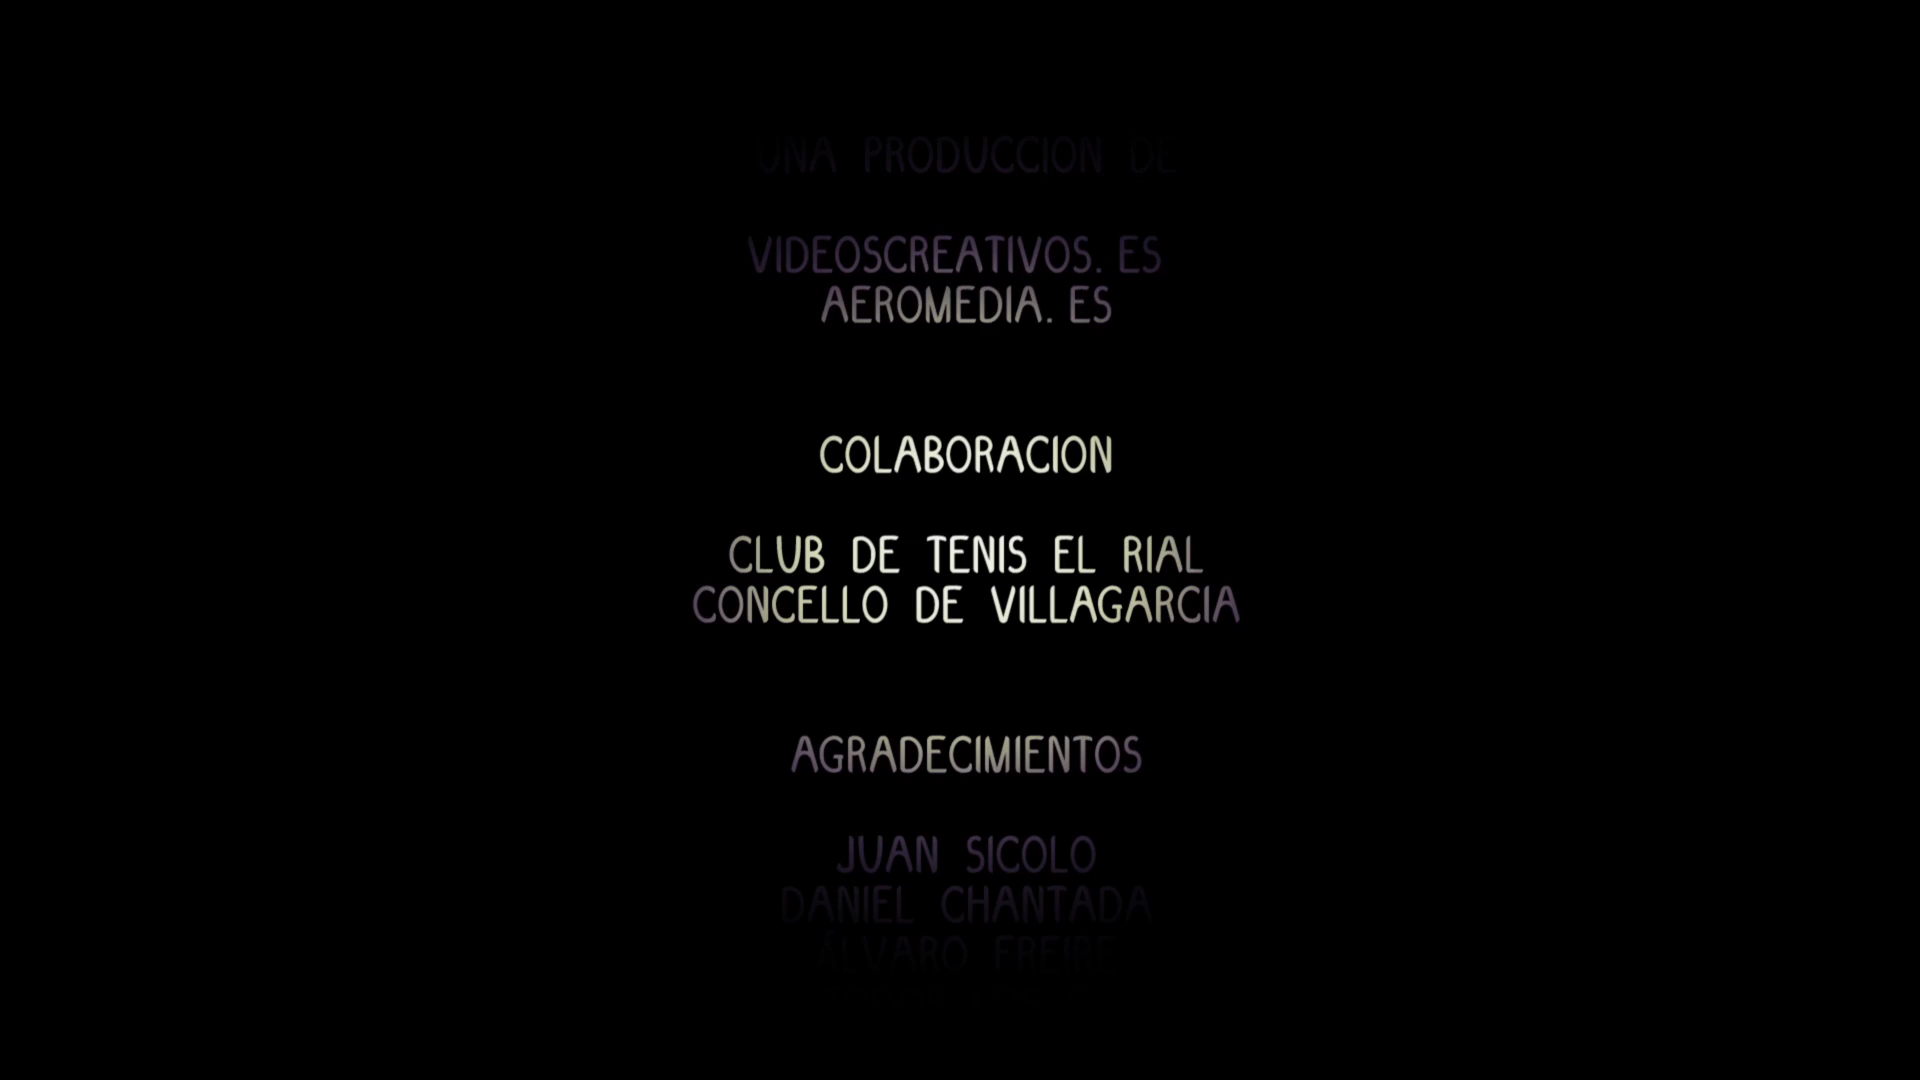 UNA PRODUCCION DE
VIDEOSCREATIVOS. ES
AEROMEDIA. ES
COLABORACION
CLUB DE TENIS EL RIAL
CONCELLO DE VILLAGARCIA
AGRADECIMIENTOS
JUAN SICOLO
DANIEL CHANTADA
ÁLVARO FREIRE